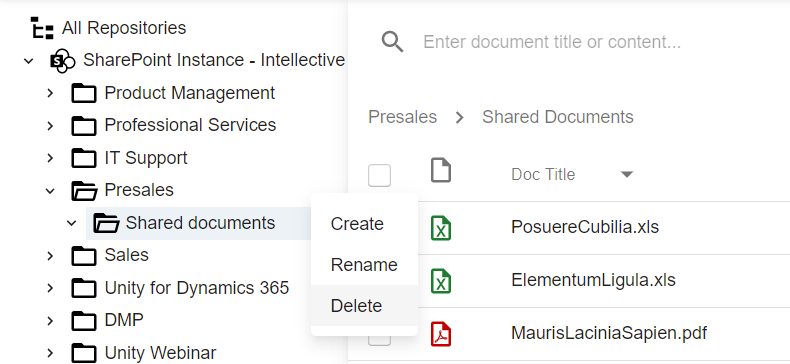 All Repositories
SharePoint Instance - Intellective
Product Management
Professional Services
IT Support
Presales
Shared documents
Sales
Unity for Dynamics 365
DMP
Unity Webinar
Create
Rename
Delete
Enter document title or content...
Presales > Shared Documents
Doc Title
PosuereCubilia.xls
ElementumLigula.xls
MaurisLaciniaSapien.pdf